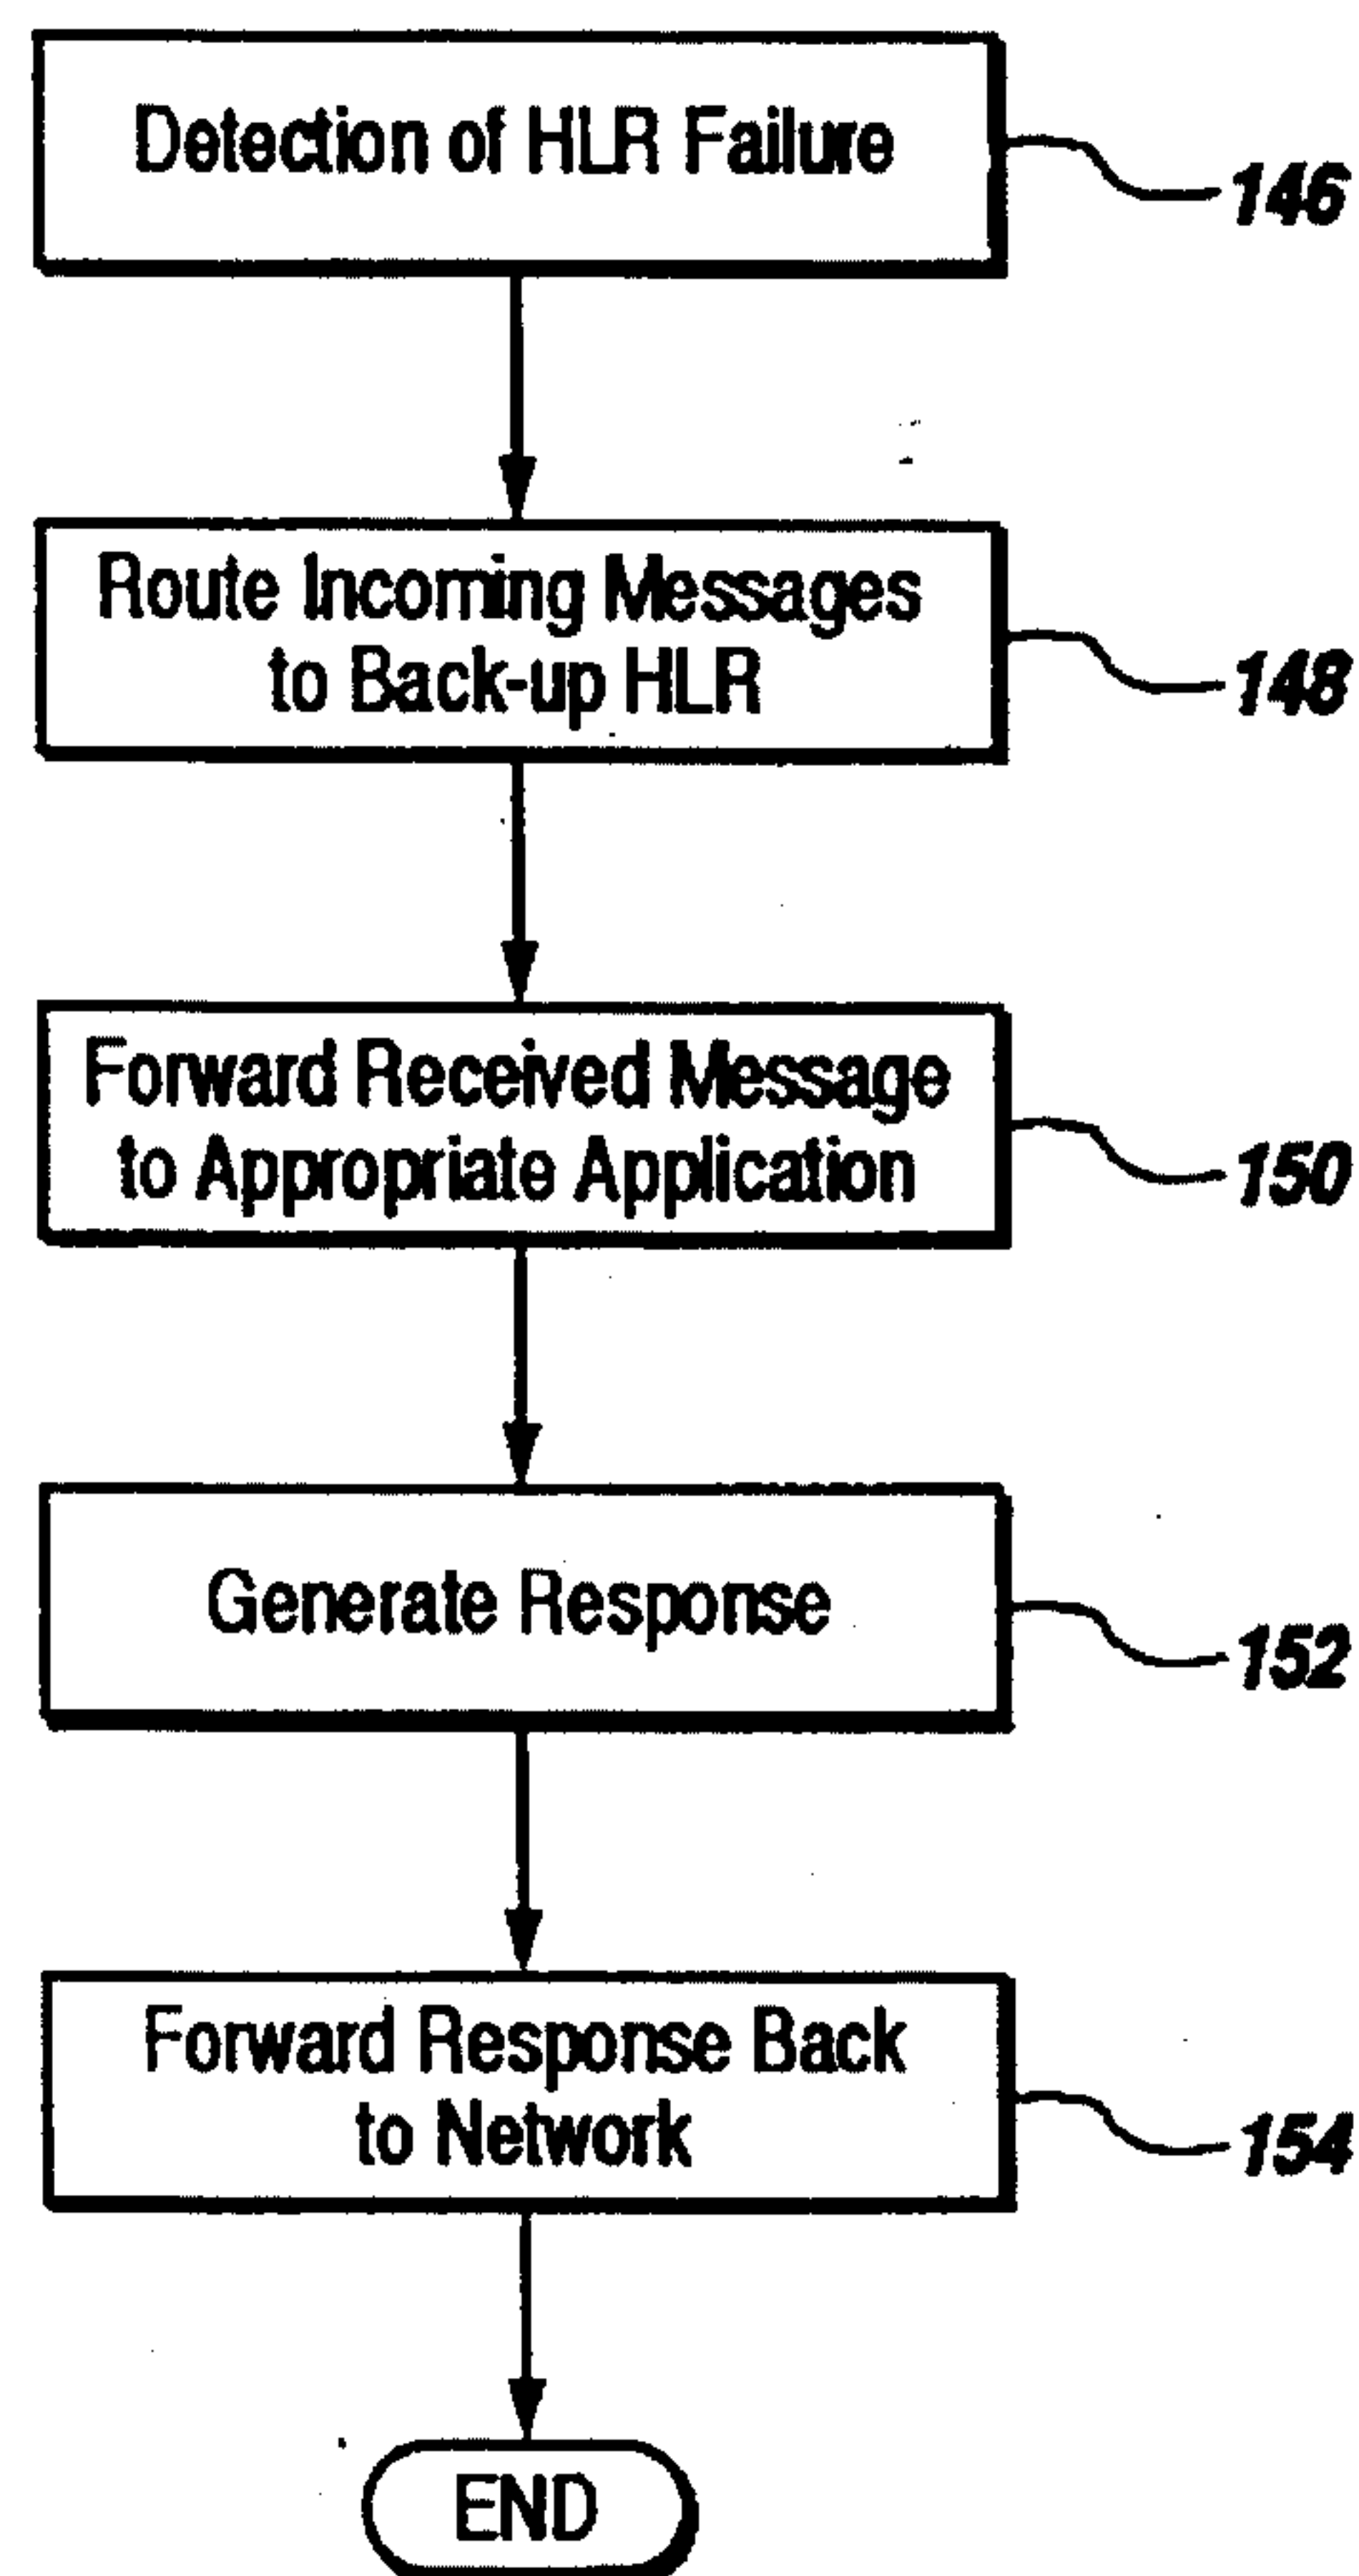 Detection of HLR Failure
146
Route Incoming Messages
to Back-up HLR
148
Forward Received Message
to Appropriate Application
150
Generate Response
152
Forward Response Back
to Network
154
END